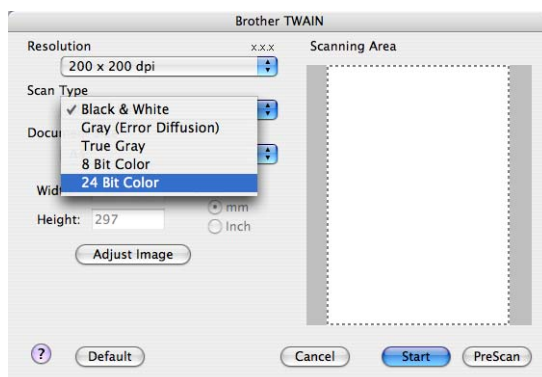 Brother TWAIN
Resolution
x.x.x
Scanning Area
200 x 200 dpi
Scan Type
✓ Black & White
Gray (Error Diffusion)
Docu
True Gray
8 Bit Color
24 Bit Color
Widt
mm
Height: 297
Inch
Adjust Image
?
Default
Cancel
Start
PreScan